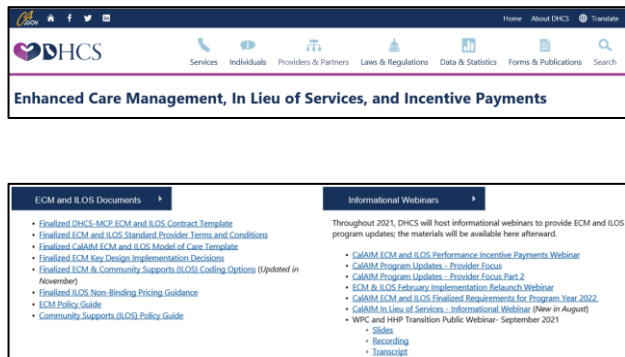 CA.GOV
Home About DHCS Translate
DHCS
Services Individuals Providers & Partners Laws & Regulations Data & Statistics Forms & Publications Search
Enhanced Care Management, In Lieu of Services, and Incentive Payments
ECM and ILOS Documents
• Finalized DHCS-MCP ECM and ILOS Contract Template
• Finalized ECM and ILOS Standard Provider Terms and Conditions
• Finalized CalAIM ECM and ILOS Model of Care Template
• Finalized ECM Key Design Implementation Decisions
• Finalized ECM & Community Supports (ILOS) Coding Options (Updated in
November)
• Finalized ILOS Non-Binding Pricing Guidance
• ECM Policy Guide
• Community Supports (ILOS) Policy Guide
Informational Webinars
Throughout 2021, DHCS will host informational webinars to provide ECM and ILOS
program updates; the materials will be available here afterward.
• CalAIM ECM and ILOS Performance Incentive Payments Webinar
• CalAIM Program Updates - Provider Focus
• CalAIM Program Updates - Provider Focus Part 2
• ECM & ILOS February Implementation Relaunch Webinar
• CalAIM ECM and ILOS Finalized Requirements for Program Year 2022
• CalAIM In Lieu of Services - Informational Webinar (New in August)
• WPC and HHP Transition Public Webinar- September 2021
• Slides
• Recording
• Transcript